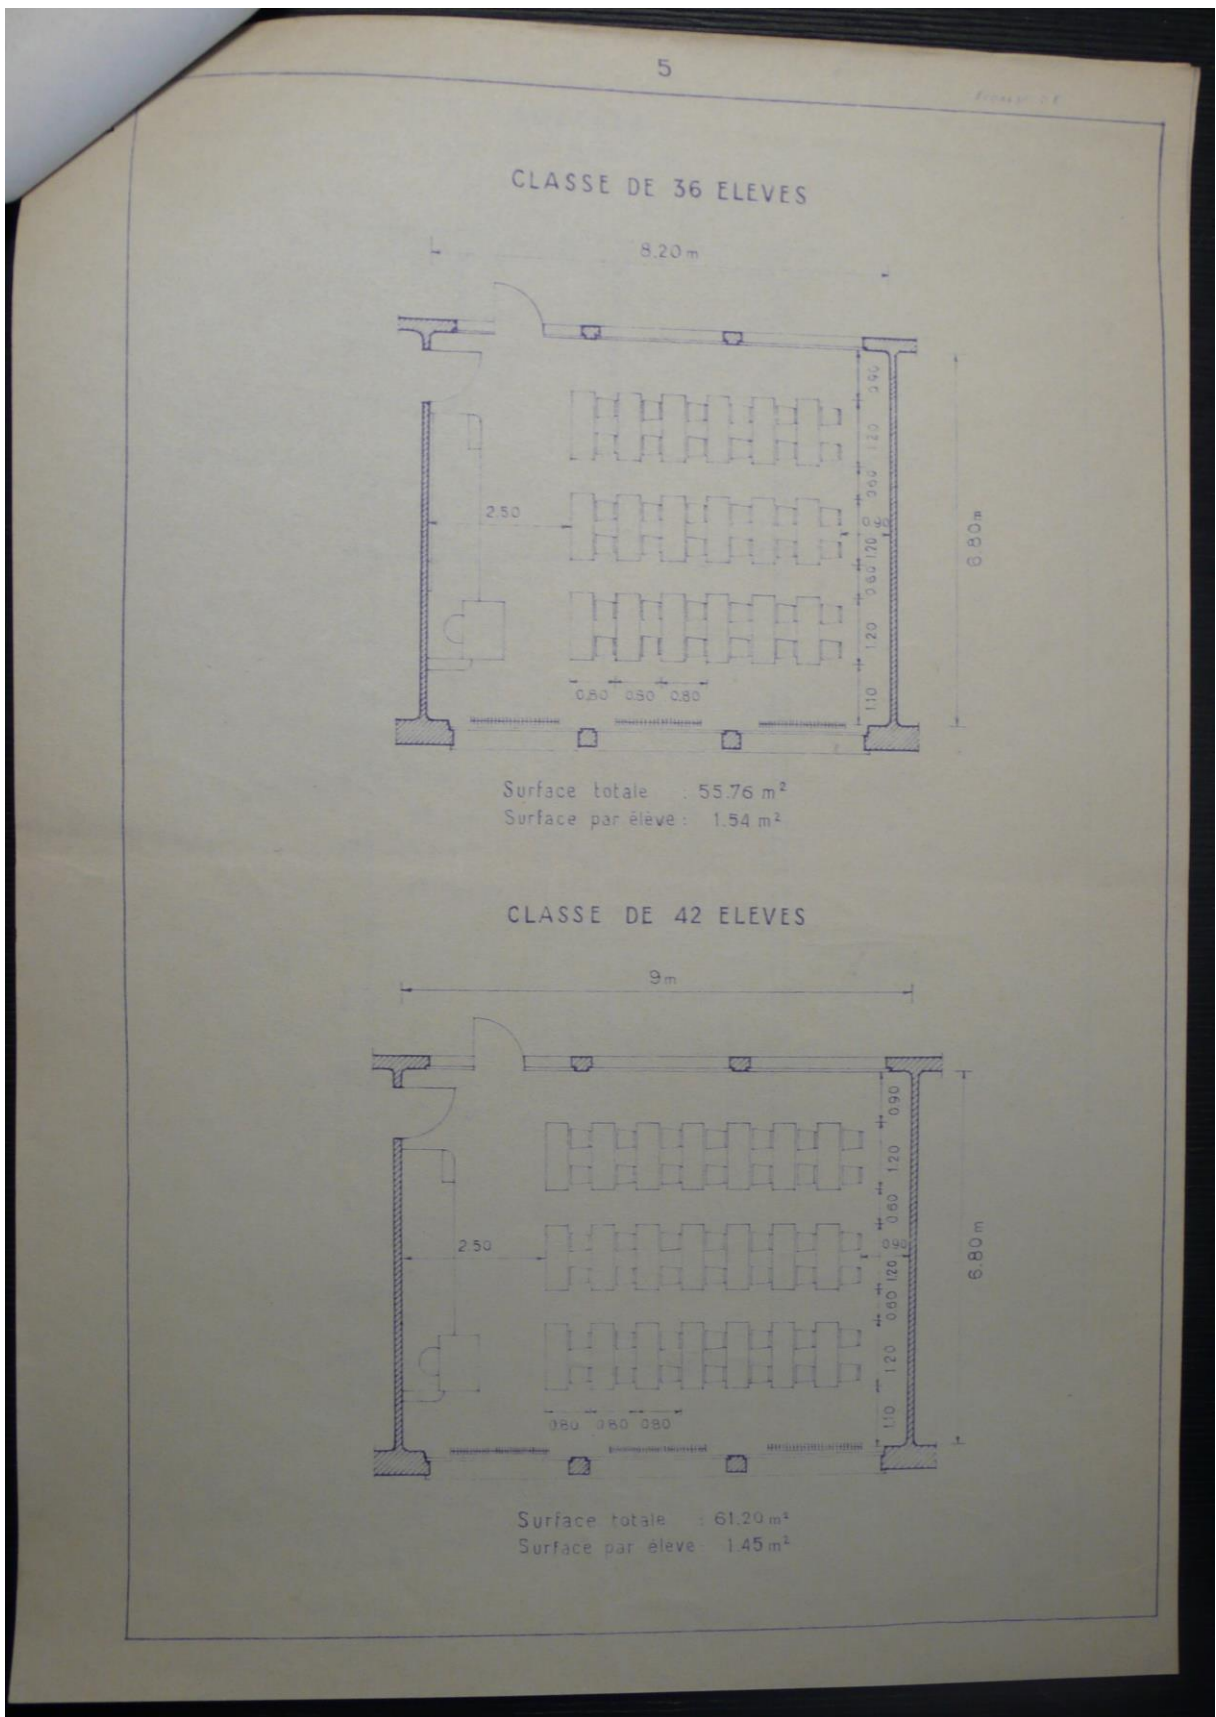 5
CLASSE DE 36 ELEVES
8.20 m
0.90
1.20
0.60
2.50
0.90
1.20
6.80 m
0.60
1.20
0.80 0.80 0.80
1.10
Surface totale : 55.76 m²
Surface par élève : 1.54 m²
CLASSE DE 42 ELEVES
9 m
0.90
1.20
0.60
2.50
0.90
1.20
6.80 m
0.60
1.20
0.80 0.80 0.80
1.10
Surface totale : 61.20 m²
Surface par élève : 1.45 m²